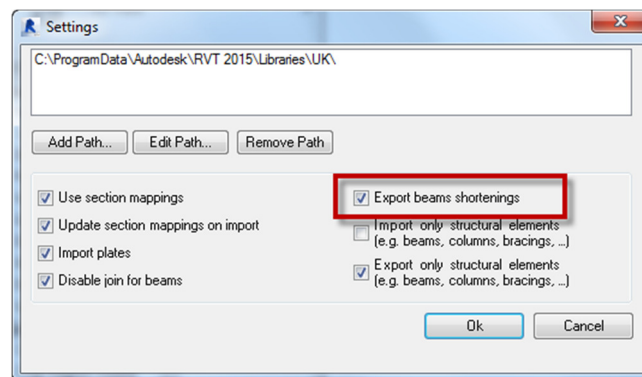 Settings
C:\ProgramData\Autodesk\RVT 2015\Libraries\UK\
Add Path... Edit Path... Remove Path
Use section mappings
Update section mappings on import
Import plates
Disable join for beams
Export beams shortenings
Import only structural elements
(e.g. beams, columns, bracings, ...)
Export only structural elements
(e.g. beams, columns, bracings, ...)
Ok Cancel